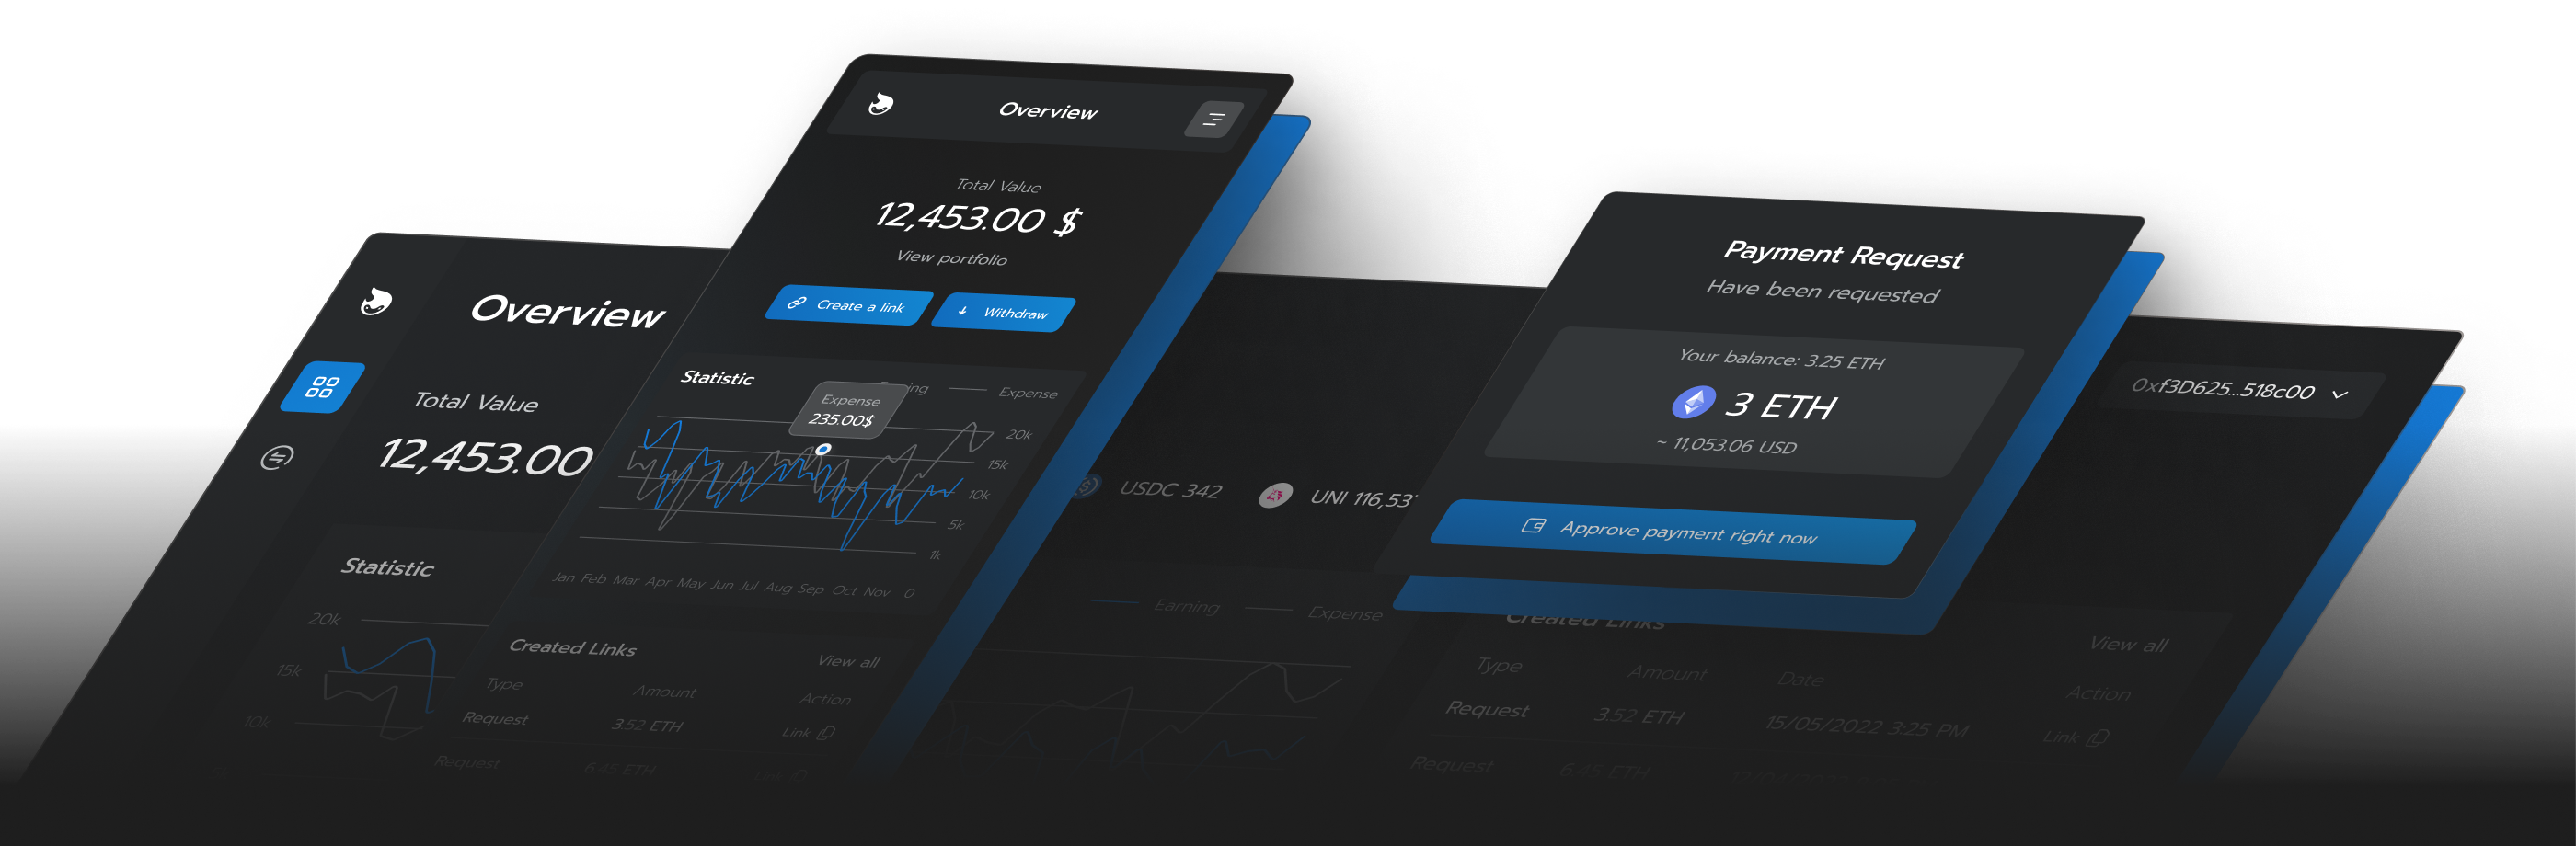 Overview
Total Value
12,453.00
Statistic
20k
15k
10k
Overview
Total Value
12,453.00 $
View portfolio
Create a link
Withdraw
Statistic
Expense
Expense
235.00$
20k
15k
10k
5k
1k
Jan Feb Mar Apr May Jun Jul Aug Sep Oct Nov 0
Created Links
View all
Type Amount Action
Request 3.52 ETH Link
Request 6.45 ETH Link
USDC 342
UNI 116,537
Earning Expense
Payment Request
Have been requested
Your balance: 3.25 ETH
3 ETH
~ 11,053.06 USD
Approve payment right now
0xf3D625...518c00
Created Links
View all
Type Amount Date Action
Request 3.52 ETH 15/05/2022 3:25 PM Link
Request 6.45 ETH